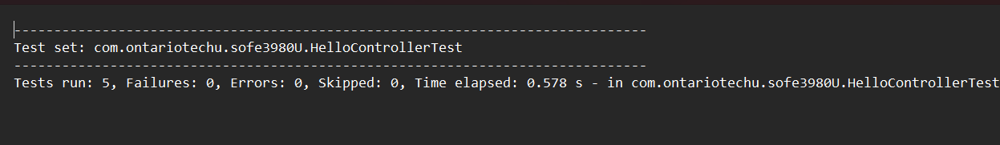 -------------------------------------------------------------------------------
Test set: com.ontariotechu.sofe3980U.HelloControllerTest
-------------------------------------------------------------------------------
Tests run: 5, Failures: 0, Errors: 0, Skipped: 0, Time elapsed: 0.578 s - in com.ontariotechu.sofe3980U.HelloControllerTest